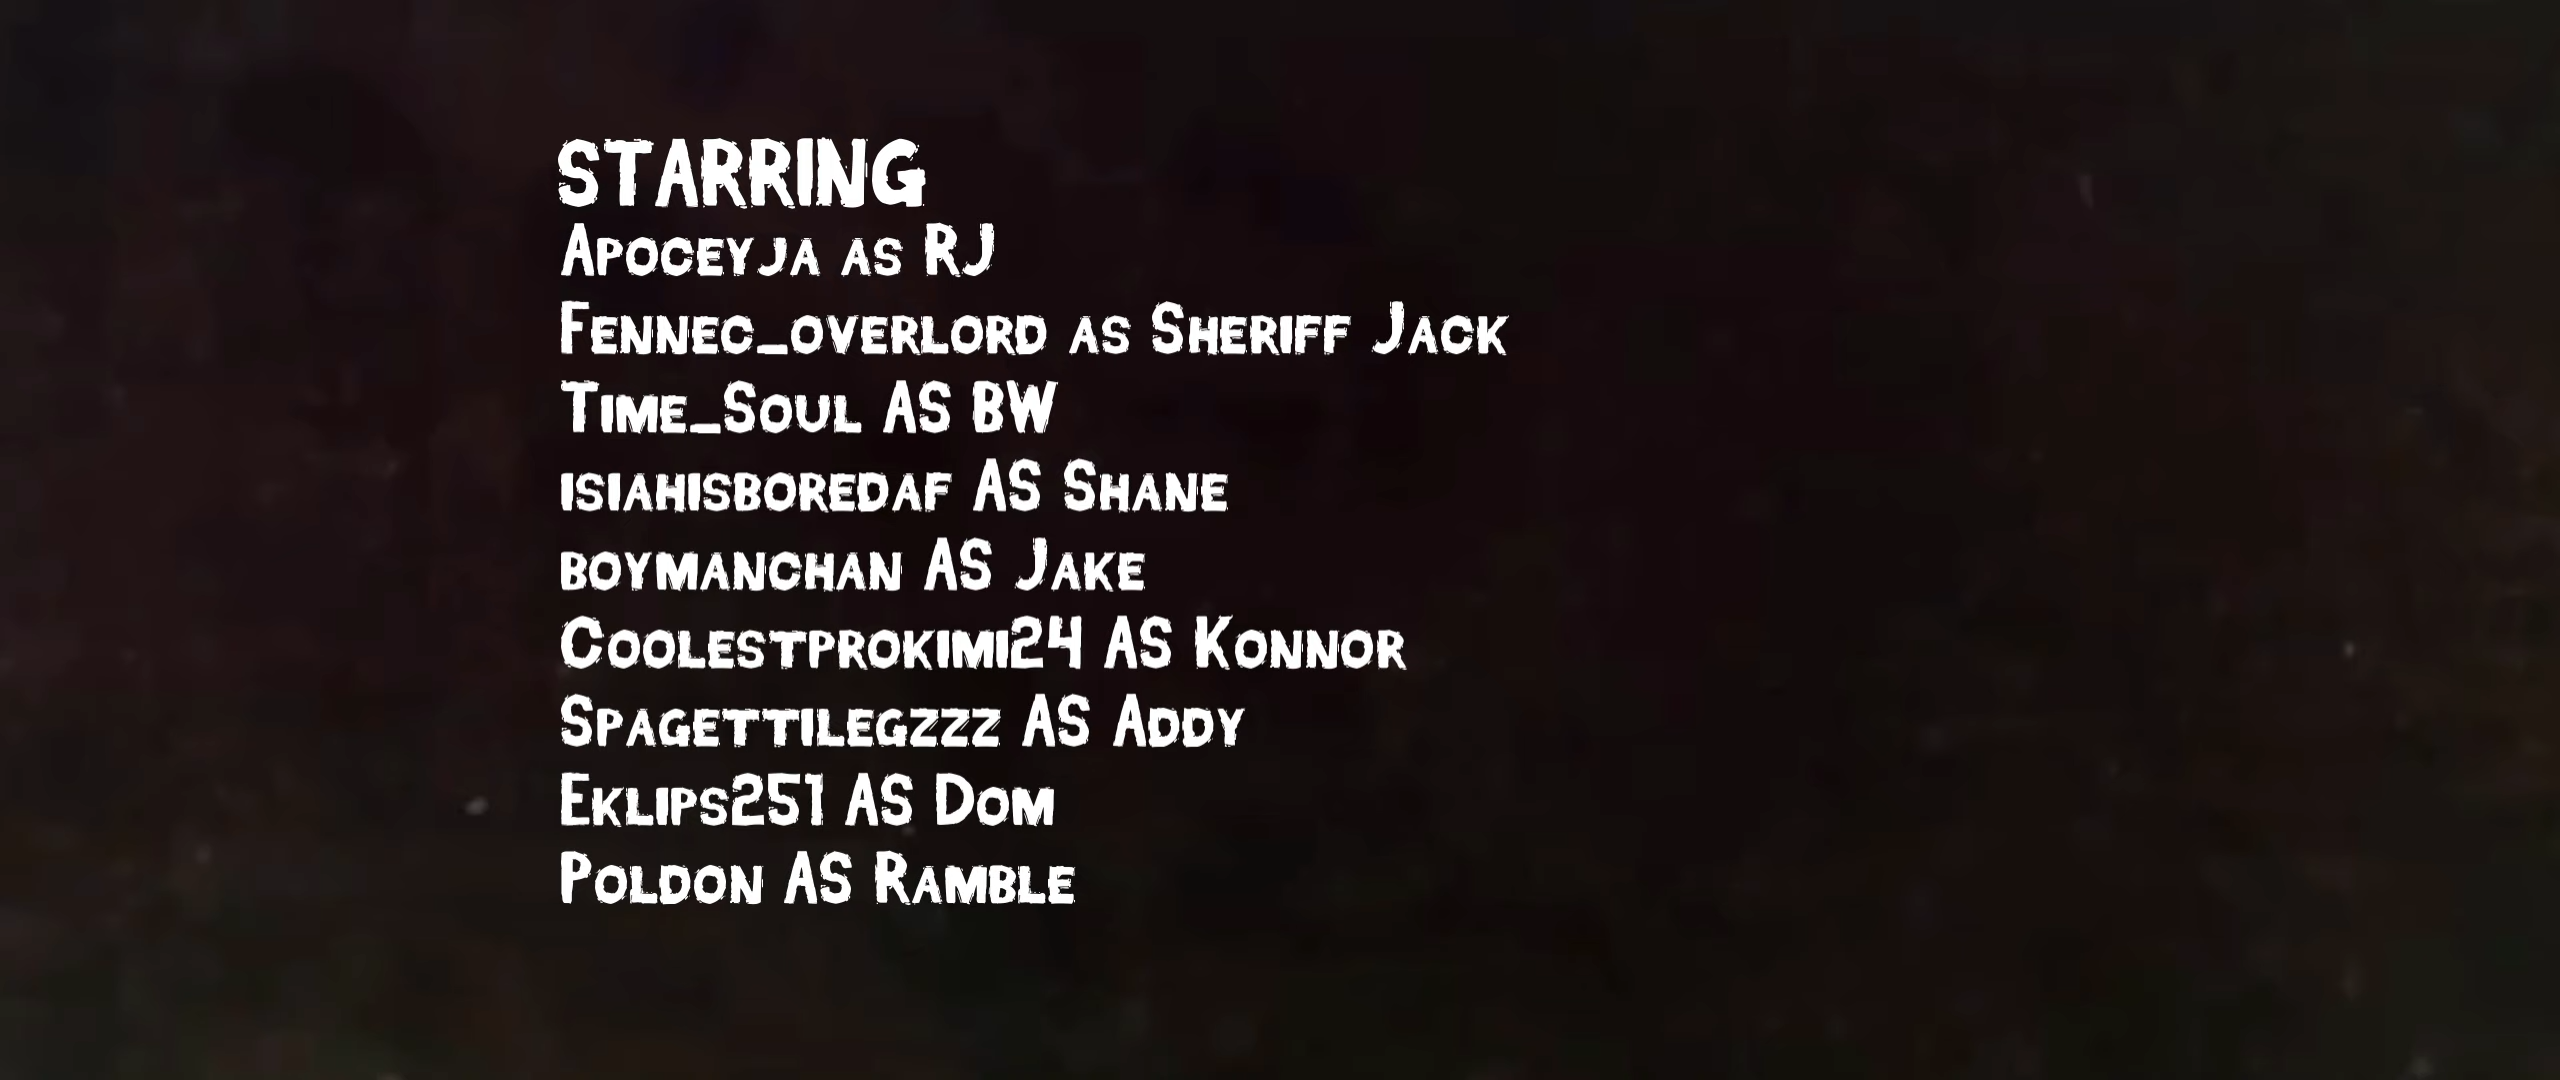 STARRING
Apoceyja as RJ
Fennec_overlord as Sheriff Jack
Time_Soul AS BW
isiahisboredaf AS Shane
boymanchan AS Jake
Coolestprokimi24 AS Konnor
Spagettilegzzz AS Addy
Eklips251 AS Dom
Poldon AS Ramble